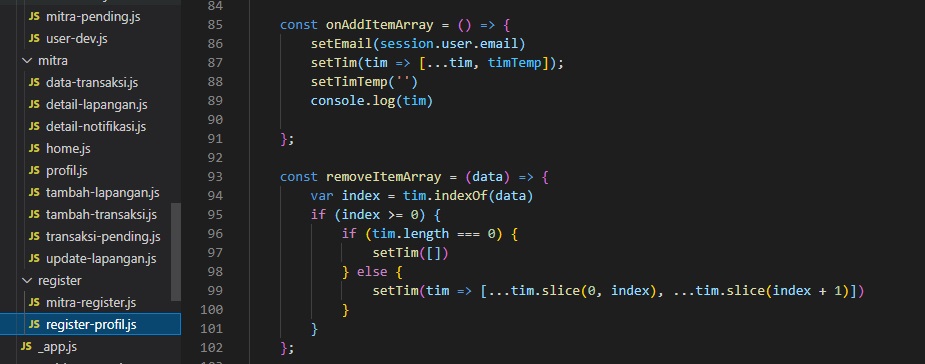 mitra-pending.js
user-dev.js
mitra
JS data-transaksi.js
JS detail-lapangan.js
JS detail-notifikasi.js
JS home.js
JS profil.js
JS tambah-lapangan.js
JS tambah-transaksi.js
JS transaksi-pending.js
JS update-lapangan.js
register
JS mitra-register.js
JS register-profil.js
JS _app.js
84
85 const onAddItemArray = () => {
86 setEmail(session.user.email)
87 setTim(tim => [...tim, timTemp]);
88 setTimTemp('')
89 console.log(tim)
90
91 };
92
93 const removeItemArray = (data) => {
94 var index = tim.indexOf(data)
95 if (index >= 0) {
96 if (tim.length === 0) {
97 setTim([])
98 } else {
99 setTim(tim => [...tim.slice(0, index), ...tim.slice(index + 1)])
100 }
101 }
102 };